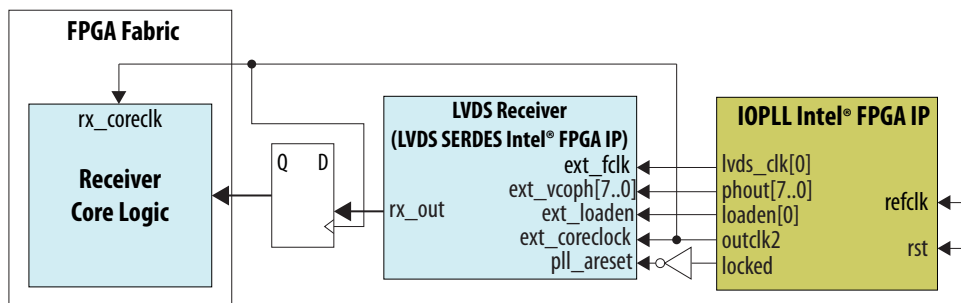 FPGA Fabric
rx_coreclk
Receiver
Core Logic
Q D
LVDS Receiver
(LVDS SERDES Intel® FPGA IP)
ext_fclk
ext_vcoph[7..0]
rx_out
ext_loaden
ext_coreclock
pll_areset
IOPLL Intel® FPGA IP
lvds_clk[0]
phout[7..0]
loaden[0]
outclk2
locked
refclk
rst